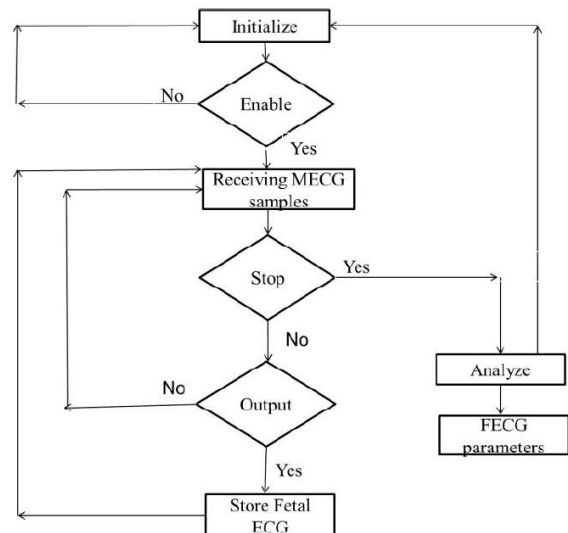 Initialize
No
Enable
Yes
Receiving MECG
samples
Stop
Yes
No
Analyze
No
Output
FECG
parameters
Yes
Store Fetal
ECG